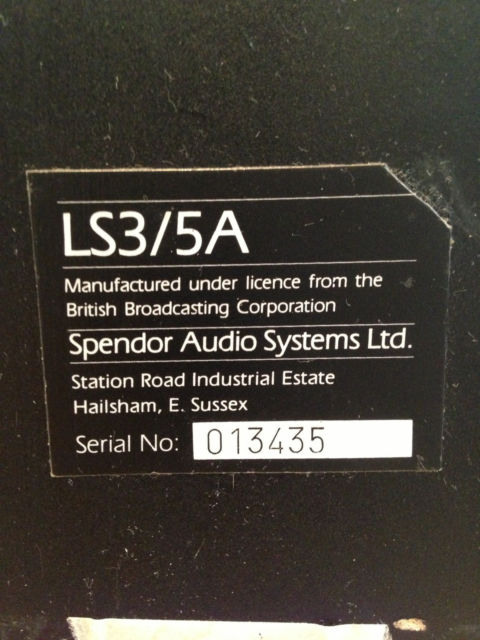 LS3/5A
Manufactured under licence from the
British Broadcasting Corporation
Spendor Audio Systems Ltd.
Station Road Industrial Estate
Hailsham, E. Sussex
Serial No: 013435